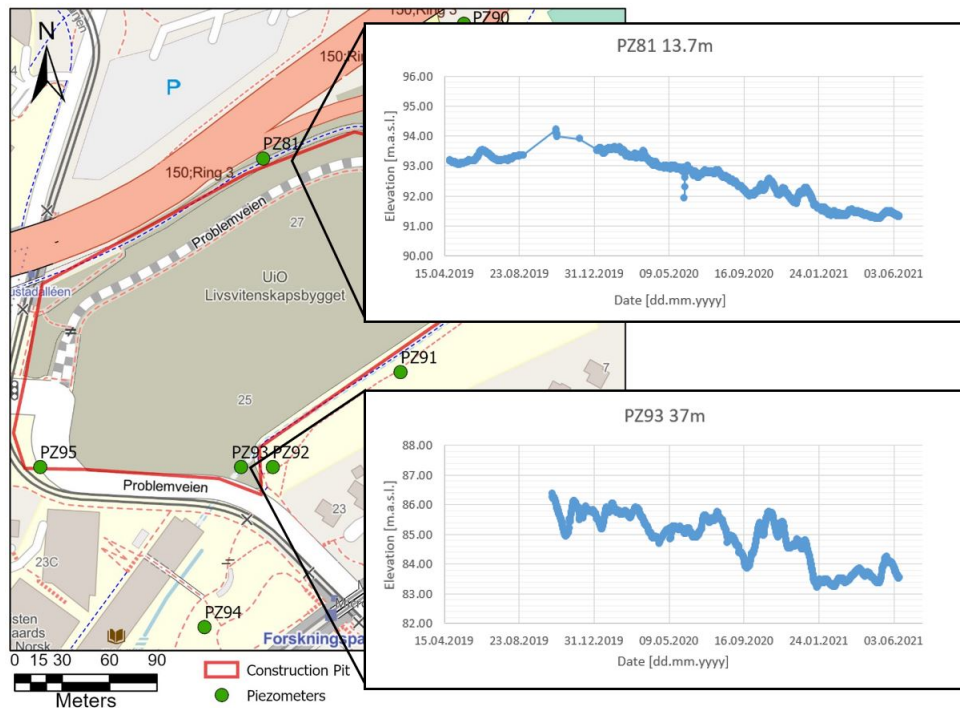 N
PZ90
150;Ring 3
P
PZ81
150;Ring 3
Problemveien
27
UiO
Livsvitenskapsbygget
PZ91
7
25
PZ95
PZ93
PZ92
Problemveien
23
23C
PZ94
Forskningspa
0 15 30 60 90
Meters
Construction Pit
Piezometers
PZ81 13.7m
Elevation [m.a.s.l.]
96.00
95.00
94.00
93.00
92.00
91.00
90.00
15.04.2019 23.08.2019 31.12.2019 09.05.2020 16.09.2020 24.01.2021 03.06.2021
Date [dd.mm.yyyy]
PZ93 37m
Elevation [m.a.s.l.]
88.00
87.00
86.00
85.00
84.00
83.00
82.00
15.04.2019 23.08.2019 31.12.2019 09.05.2020 16.09.2020 24.01.2021 03.06.2021
Date [dd.mm.yyyy]